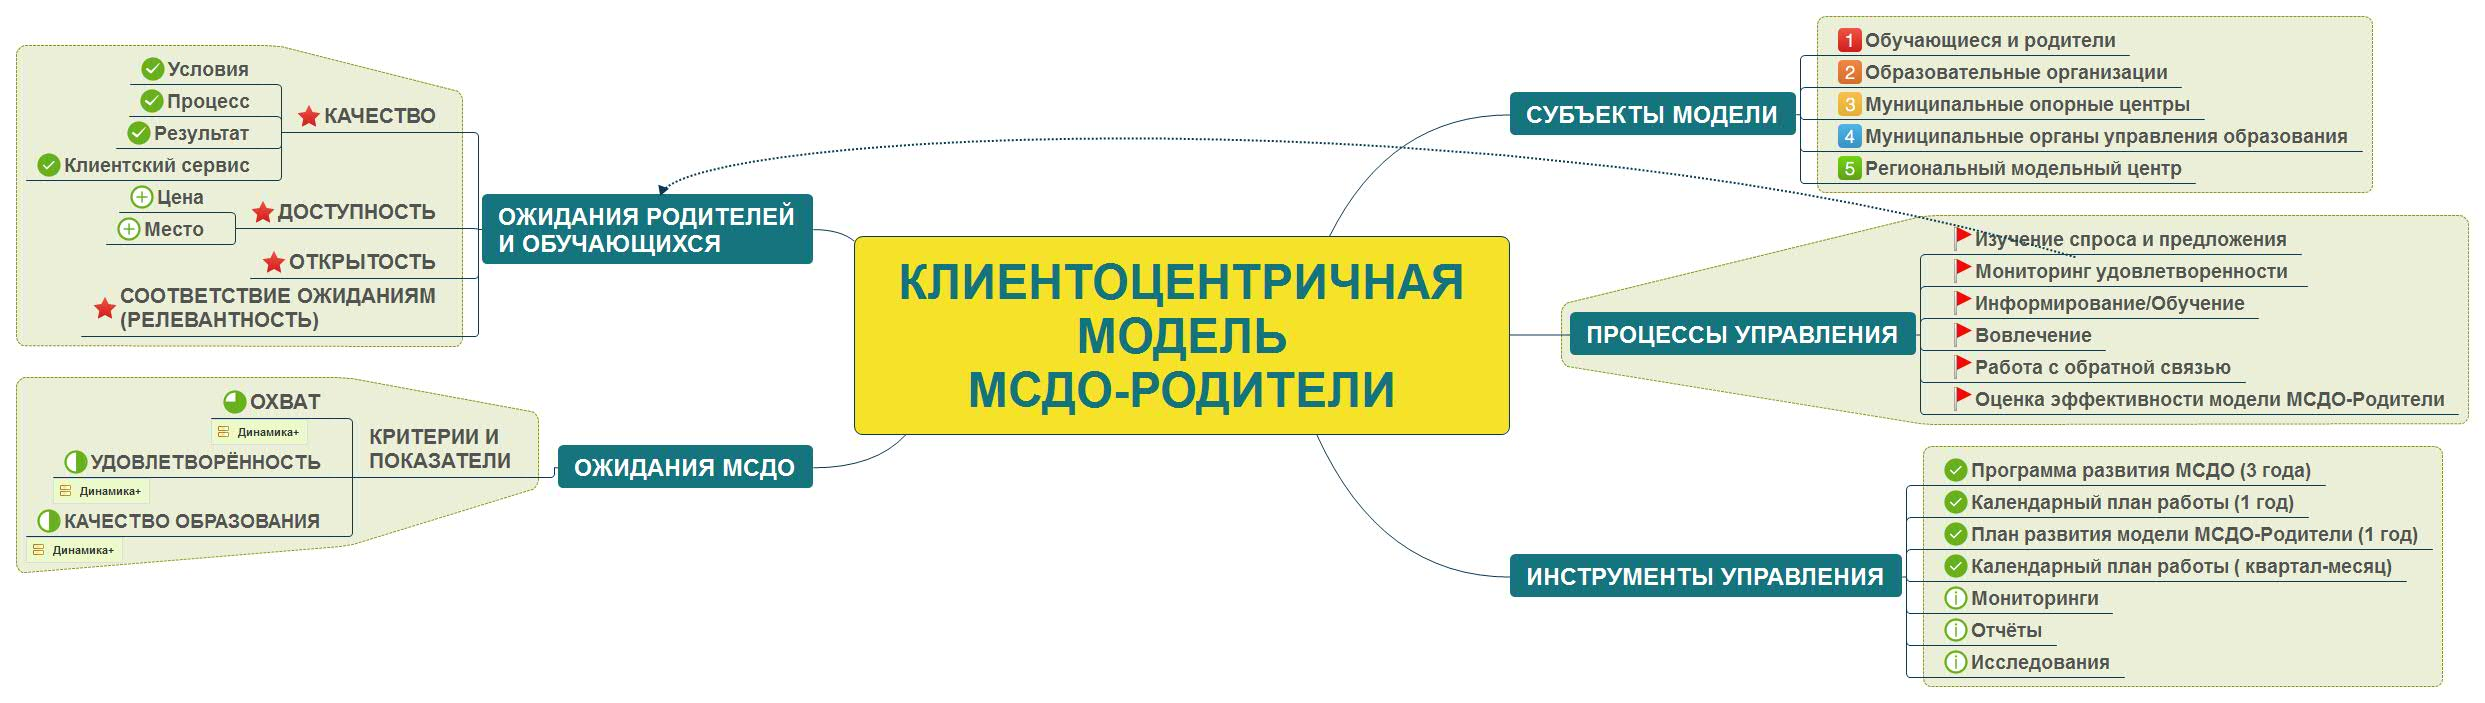 КЛИЕНТОЦЕНТРИЧНАЯ
МОДЕЛЬ
МСДО-РОДИТЕЛИ
ОЖИДАНИЯ РОДИТЕЛЕЙ
И ОБУЧАЮЩИХСЯ
КАЧЕСТВО
Условия
Процесс
Результат
Клиентский сервис
ДОСТУПНОСТЬ
Цена
Место
ОТКРЫТОСТЬ
СООТВЕТСТВИЕ ОЖИДАНИЯМ
(РЕЛЕВАНТНОСТЬ)
ОЖИДАНИЯ МСДО
КРИТЕРИИ И
ПОКАЗАТЕЛИ
ОХВАТ
Динамика+
УДОВЛЕТВОРЁННОСТЬ
Динамика+
КАЧЕСТВО ОБРАЗОВАНИЯ
Динамика+
СУБЪЕКТЫ МОДЕЛИ
1 Обучающиеся и родители
2 Образовательные организации
3 Муниципальные опорные центры
4 Муниципальные органы управления образования
5 Региональный модельный центр
ПРОЦЕССЫ УПРАВЛЕНИЯ
Изучение спроса и предложения
Мониторинг удовлетворенности
Информирование/Обучение
Вовлечение
Работа с обратной связью
Оценка эффективности модели МСДО-Родители
ИНСТРУМЕНТЫ УПРАВЛЕНИЯ
Программа развития МСДО (3 года)
Календарный план работы (1 год)
План развития модели МСДО-Родители (1 год)
Календарный план работы ( квартал-месяц)
Мониторинги
Отчёты
Исследования